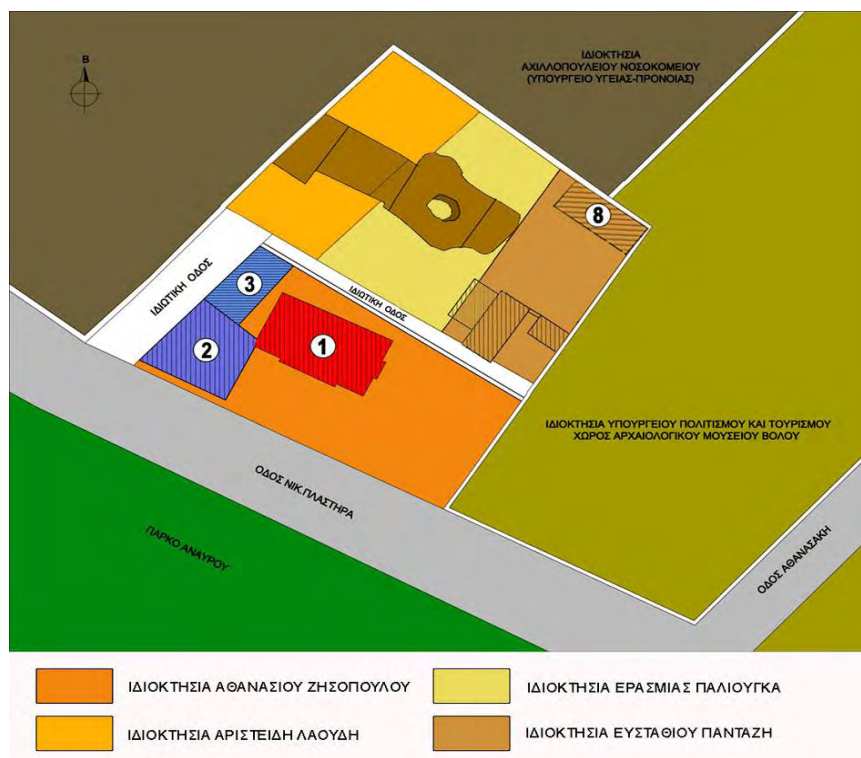 ΙΔΙΟΚΤΗΣΙΑ
ΑΧΙΛΛΟΠΟΥΛΕΙΟΥ ΝΟΣΟΚΟΜΕΙΟΥ
(ΥΠΟΥΡΓΕΙΟ ΥΓΕΙΑΣ-ΠΡΟΝΟΙΑΣ)
Β
8
ΙΔΙΩΤΙΚΗ ΟΔΟΣ
3
ΙΔΙΩΤΙΚΗ ΟΔΟΣ
2
1
ΙΔΙΟΚΤΗΣΙΑ ΥΠΟΥΡΓΕΙΟΥ ΠΟΛΙΤΙΣΜΟΥ ΚΑΙ ΤΟΥΡΙΣΜΟΥ
ΧΩΡΟΣ ΑΡΧΑΙΟΛΟΓΙΚΟΥ ΜΟΥΣΕΙΟΥ ΒΟΛΟΥ
ΟΔΟΣ ΝΙΚ.ΠΛΑΣΤΗΡΑ
ΠΑΡΚΟ ΑΝΑΥΡΟΥ
ΟΔΟΣ ΑΘΑΝΑΣΑΚΗ
ΙΔΙΟΚΤΗΣΙΑ ΑΘΑΝΑΣΙΟΥ ΖΗΣΟΠΟΥΛΟΥ
ΙΔΙΟΚΤΗΣΙΑ ΕΡΑΣΜΙΑΣ ΠΑΛΙΟΥΓΚΑ
ΙΔΙΟΚΤΗΣΙΑ ΑΡΙΣΤΕΙΔΗ ΛΑΟΥΔΗ
ΙΔΙΟΚΤΗΣΙΑ ΕΥΣΤΑΘΙΟΥ ΠΑΝΤΑΖΗ